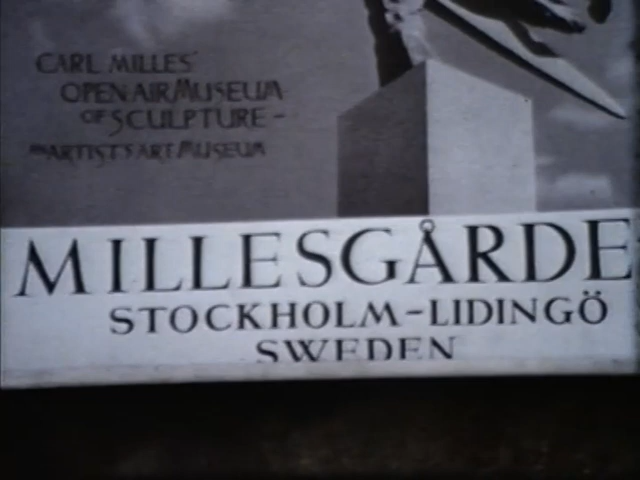 CARL MILLES'
OPEN AIR MUSEUM
OF SCULPTURE-
AN ARTIST'S ART MUSEUM
MILLESGÅRDE
STOCKHOLM-LIDINGÖ
SWEDEN